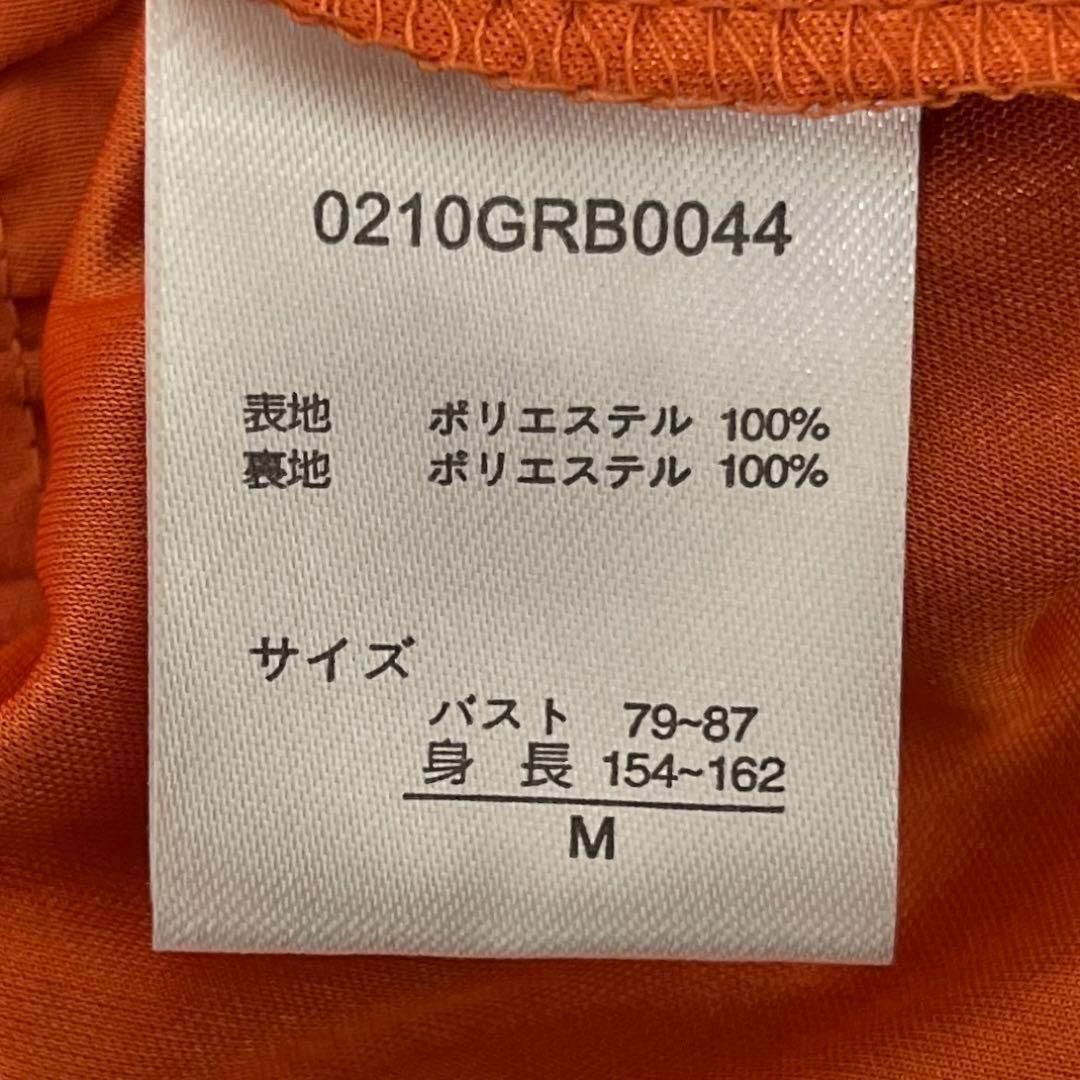 0210GRB0044
表地 ポリエステル 100%
裏地 ポリエステル 100%
サイズ
バスト 79~87
身 長 154~162
M